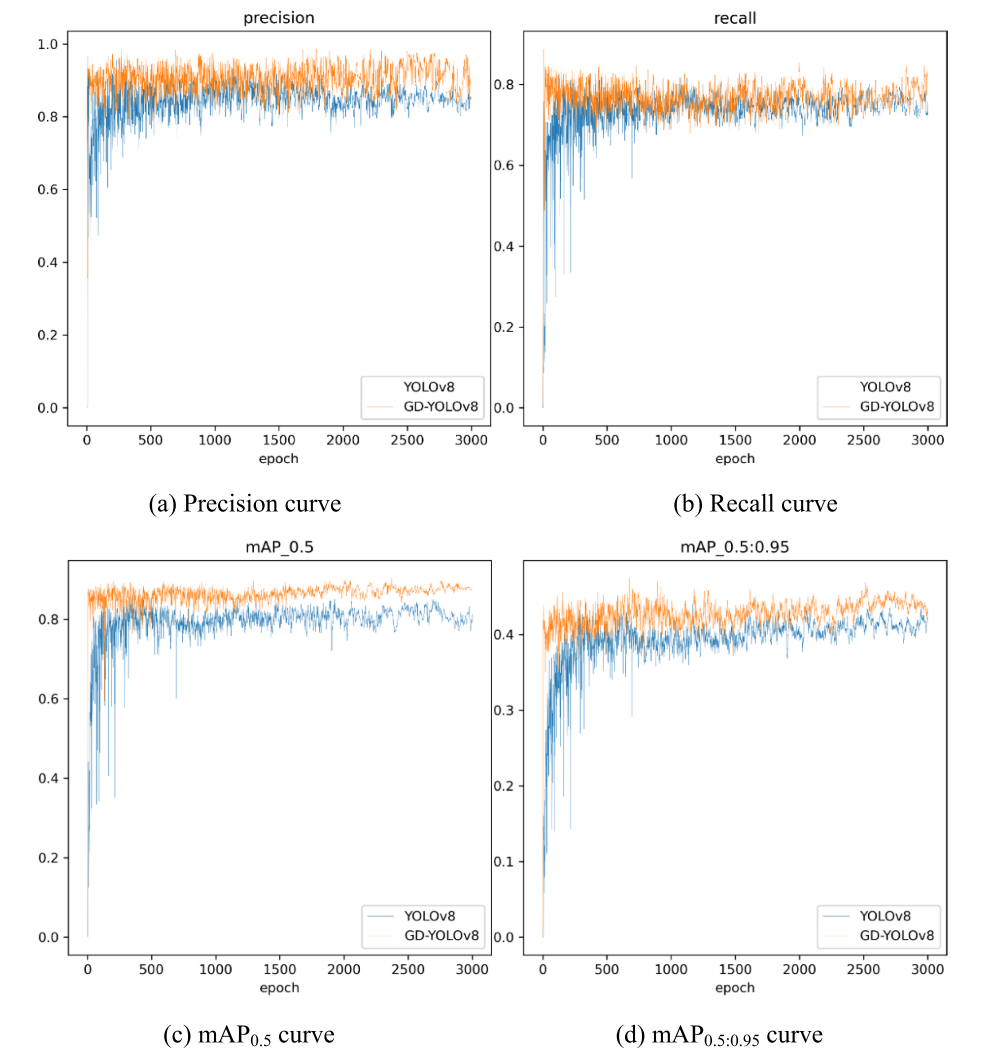 precision
1.0
0.8
0.6
0.4
0.2
0.0
YOLOv8
GD-YOLOv8
0 500 1000 1500 2000 2500 3000
epoch
(a) Precision curve
recall
0.8
0.6
0.4
0.2
0.0
YOLOv8
GD-YOLOv8
0 500 1000 1500 2000 2500 3000
epoch
(b) Recall curve
mAP_0.5
0.8
0.6
0.4
0.2
0.0
YOLOv8
GD-YOLOv8
0 500 1000 1500 2000 2500 3000
epoch
(c) mAP0.5 curve
mAP_0.5:0.95
0.4
0.3
0.2
0.1
0.0
YOLOv8
GD-YOLOv8
0 500 1000 1500 2000 2500 3000
epoch
(d) mAP0.5:0.95 curve